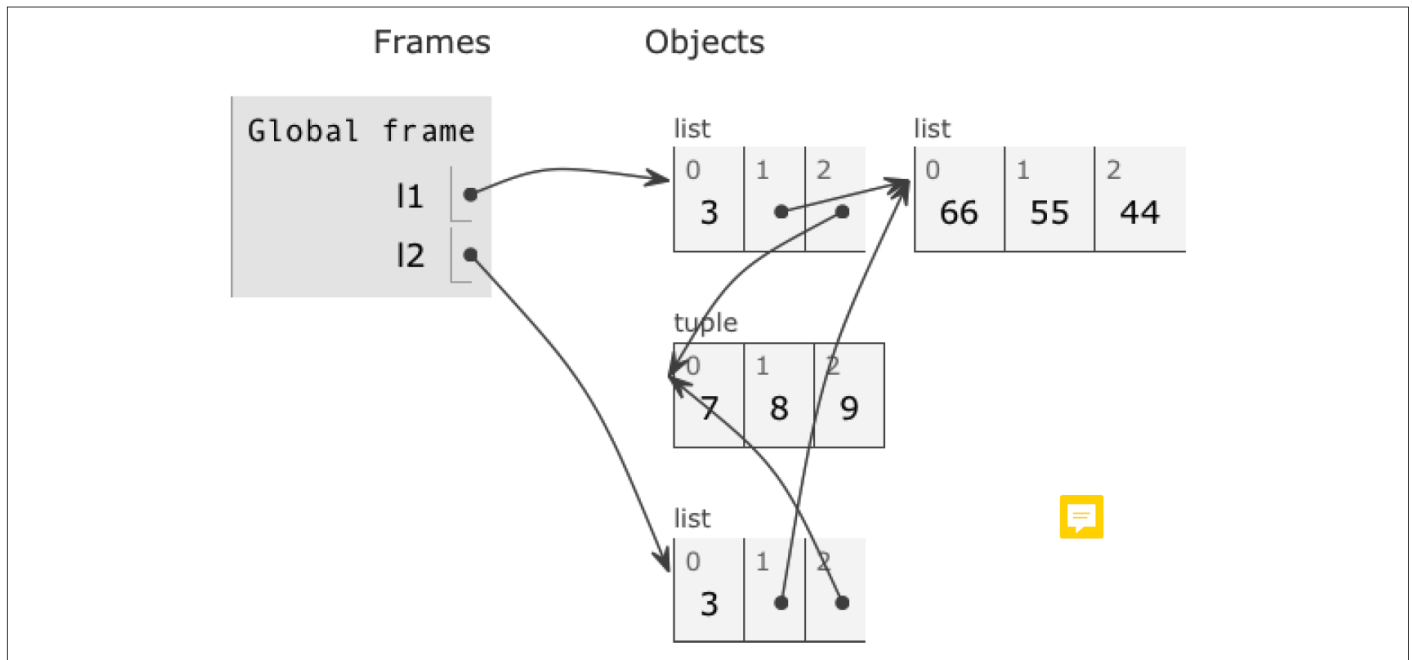 Frames Objects
Global frame
l1
l2
list
0 1 2
3
list
0 1 2
66 55 44
tuple
0 1 2
7 8 9
list
0 1 2
3